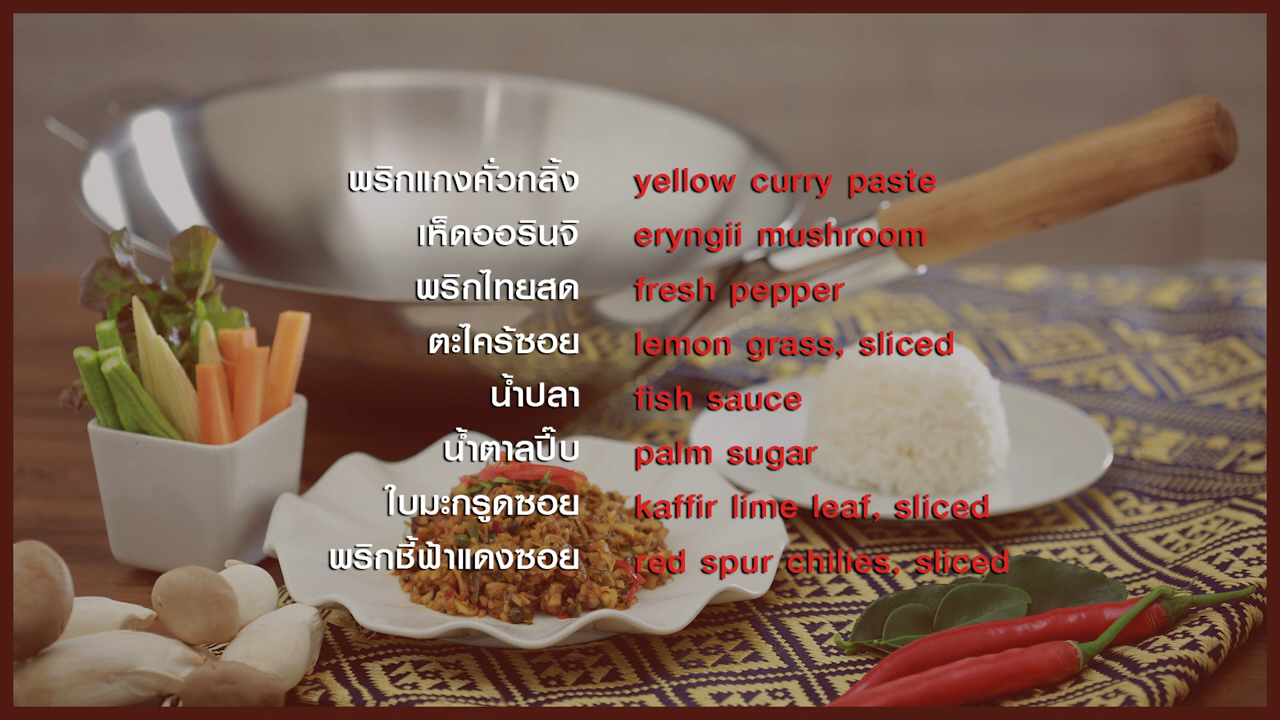 พริกแกงคั่วกลิ้ง yellow curry paste
เห็ดออรินจิ eryngii mushroom
พริกไทยสด fresh pepper
ตะไคร้ซอย lemon grass, sliced
น้ำปลา fish sauce
น้ำตาลปี๊บ palm sugar
ใบมะกรูดซอย kaffir lime leaf, sliced
พริกชี้ฟ้าแดงซอย red spur chilies, sliced